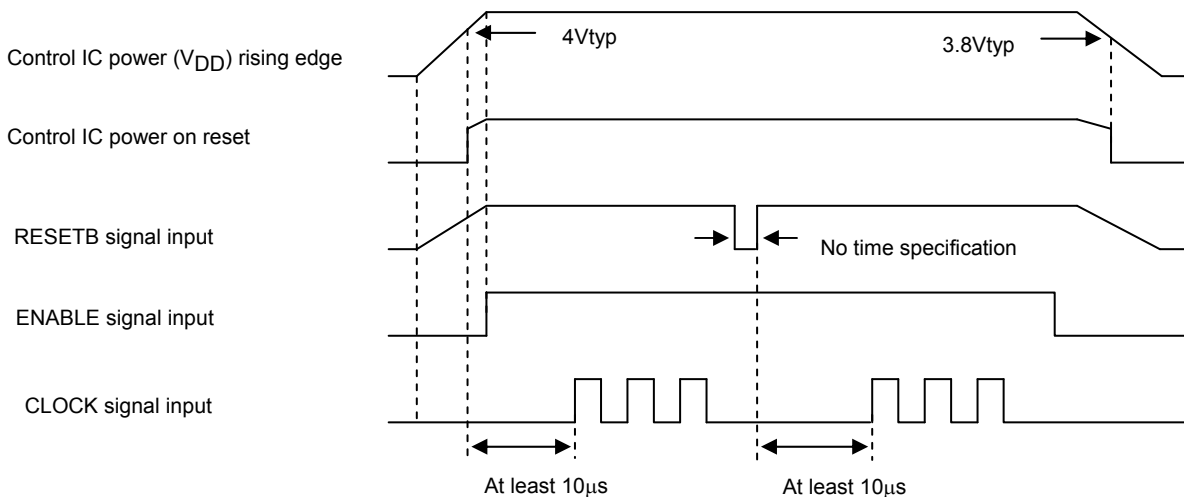 4Vtyp
3.8Vtyp
Control IC power (VDD) rising edge
Control IC power on reset
RESETB signal input
No time specification
ENABLE signal input
CLOCK signal input
At least 10μs
At least 10μs